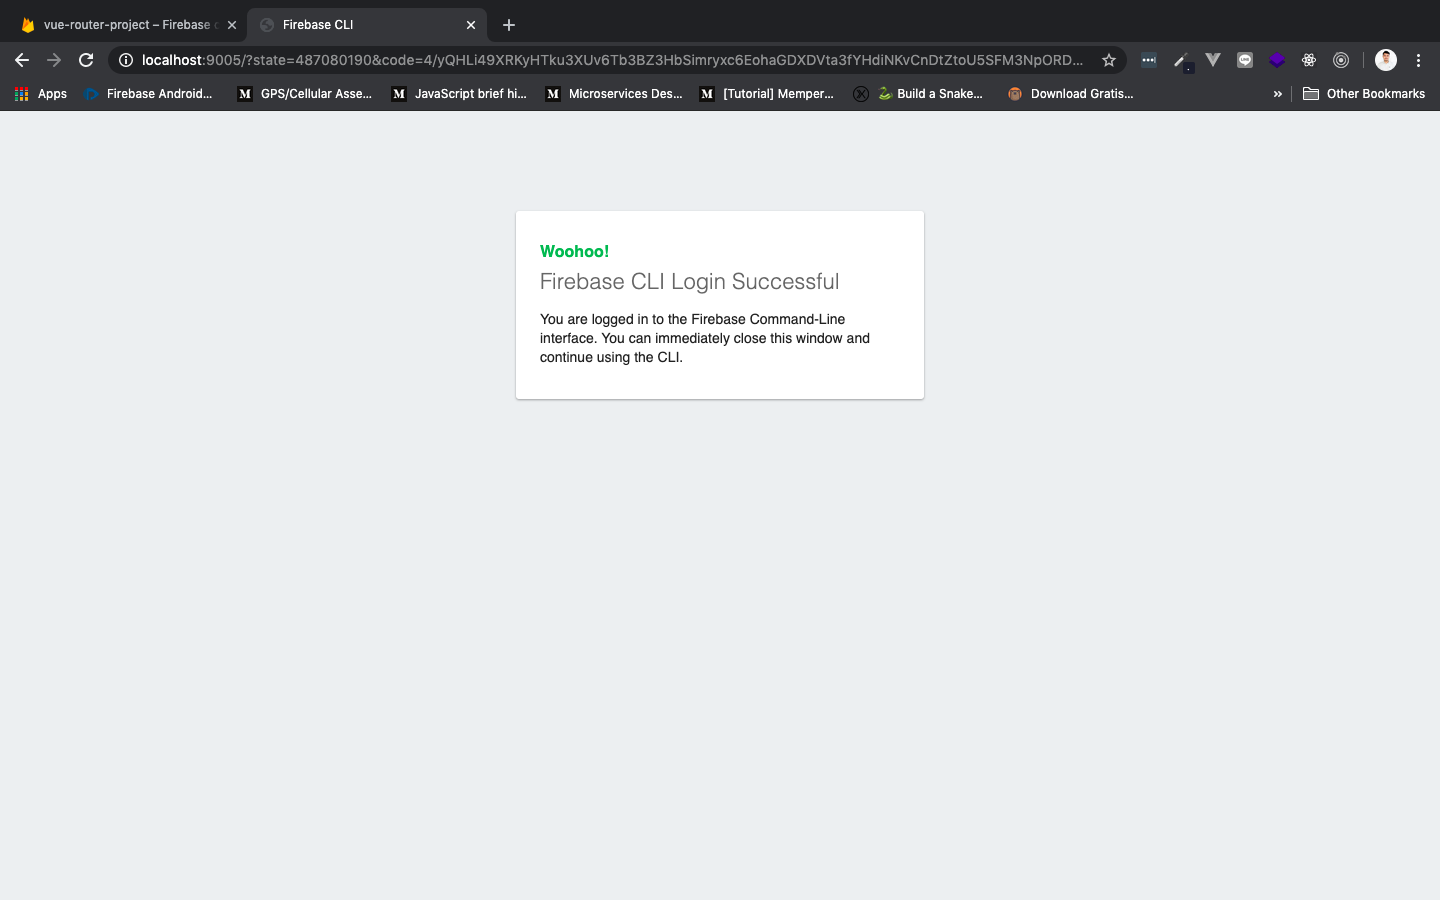 vue-router-project – Firebase c
Firebase CLI
localhost:9005/?state=487080190&code=4/yQHLi49XRKyHTku3XUv6Tb3BZ3HbSimryxc6EohaGDXDVta3fYHdiNKvCnDtZtoU5SFM3NpORD...
Apps
Firebase Android...
GPS/Cellular Asse...
JavaScript brief hi...
Microservices Des...
[Tutorial] Memper...
Build a Snake...
Download Gratis...
»
Other Bookmarks
Woohoo!
Firebase CLI Login Successful
You are logged in to the Firebase Command-Line
interface. You can immediately close this window and
continue using the CLI.